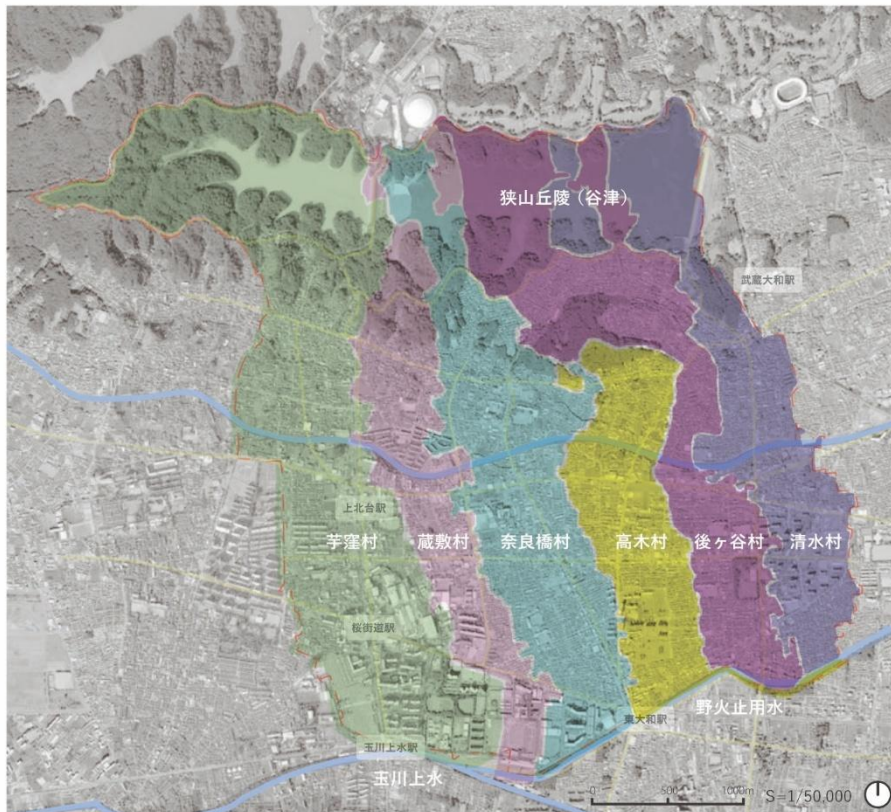 狭山丘陵（谷津）
武蔵大和駅
上北台駅
芋窪村
蔵敷村
奈良橋村
高木村
後ヶ谷村
清水村
桜街道駅
野火止用水
東大和駅
玉川上水駅
玉川上水
0 500 1000m
S=1/50,000